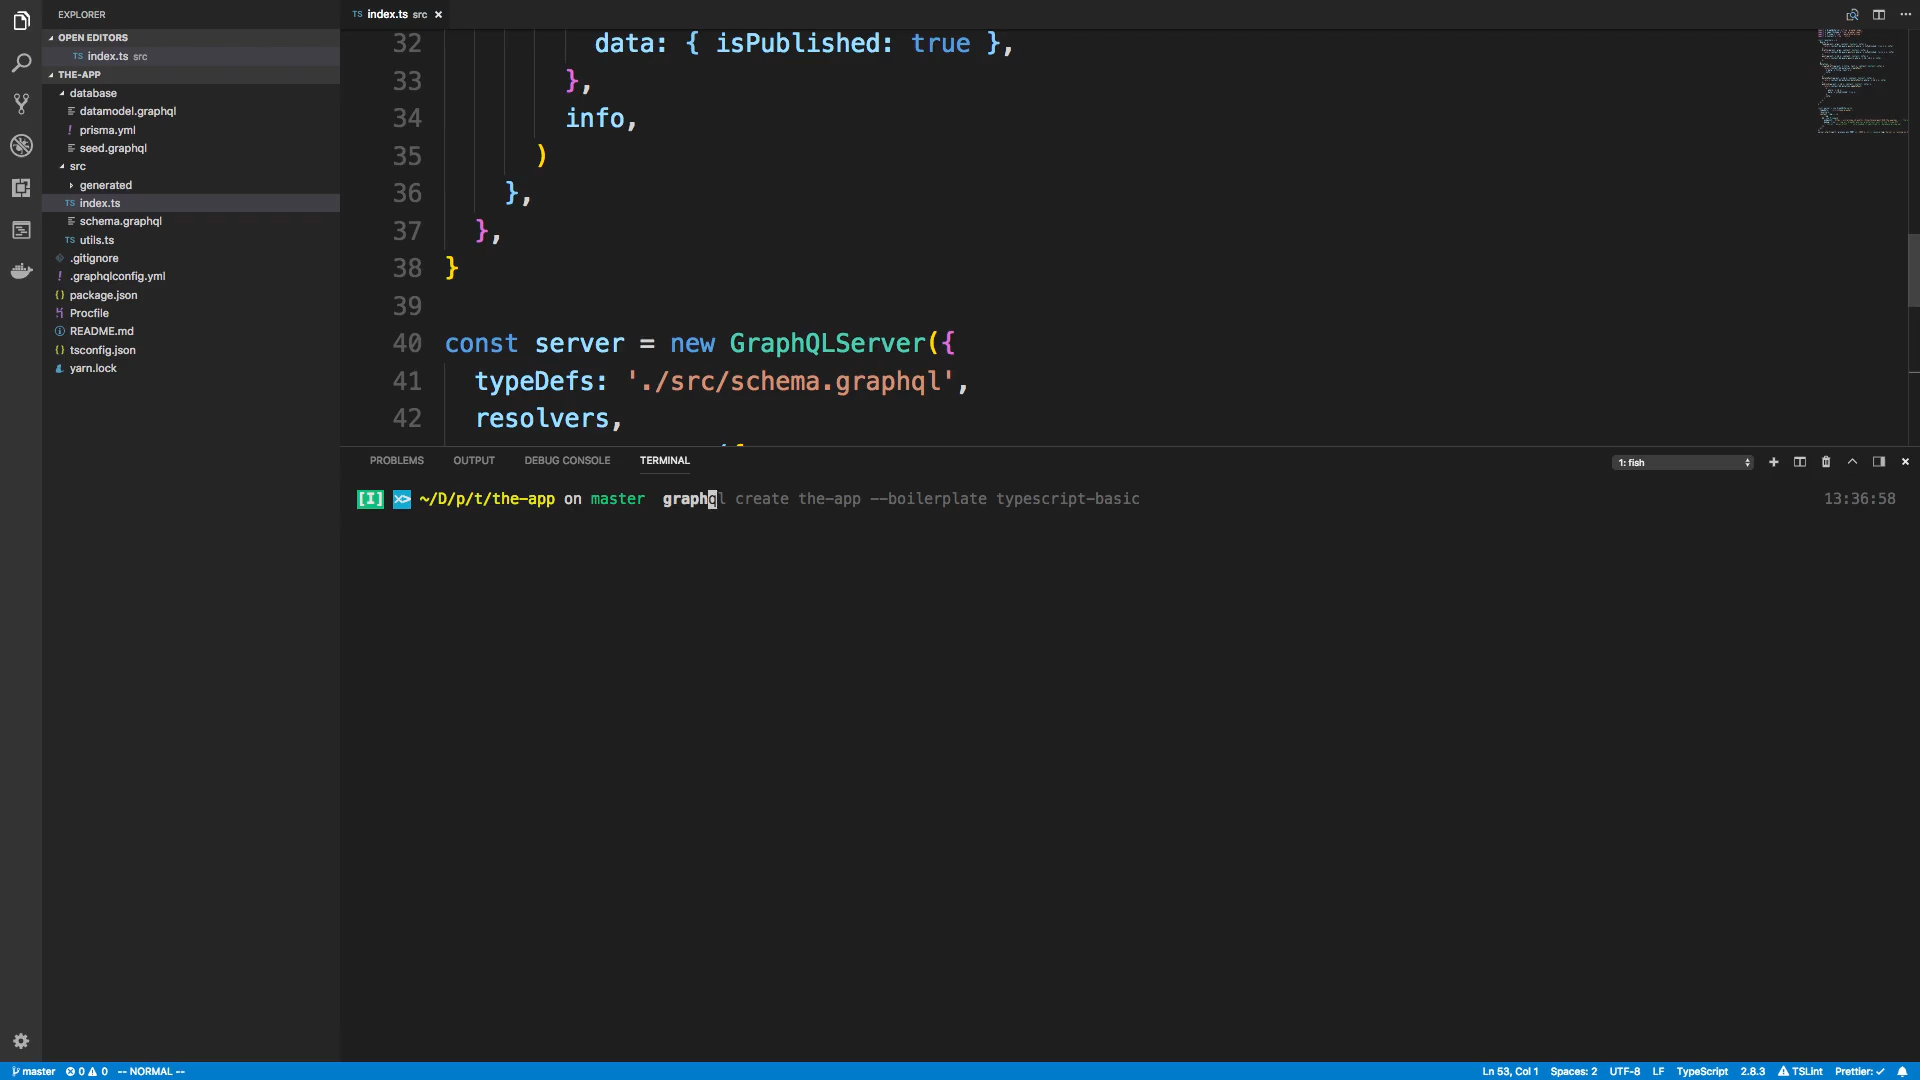 EXPLORER
OPEN EDITORS
TS index.ts src
THE-APP
database
datamodel.graphql
! prisma.yml
seed.graphql
src
generated
TS index.ts
schema.graphql
TS utils.ts
.gitignore
! .graphqlconfig.yml
{} package.json
Procfile
README.md
{} tsconfig.json
yarn.lock
TS index.ts src ×
32 data: { isPublished: true },
33 },
34 info,
35 )
36 },
37 },
38 }
39
40 const server = new GraphQLServer({
41 typeDefs: './src/schema.graphql',
42 resolvers,
PROBLEMS OUTPUT DEBUG CONSOLE TERMINAL 1: fish
[I] >> ~/D/p/t/the-app on master graphql create the-app --boilerplate typescript-basic 13:36:58
master 0 0 -- NORMAL -- Ln 53, Col 1 Spaces: 2 UTF-8 LF TypeScript 2.8.3 TSLint Prettier: ✓